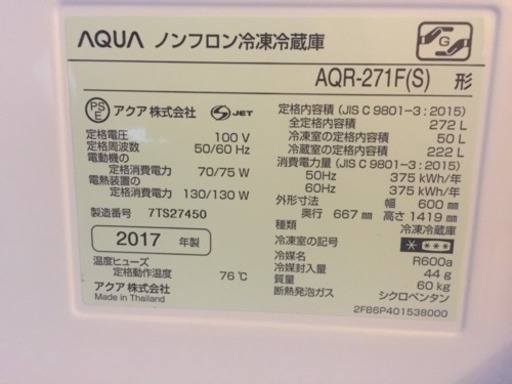 AQUA ノンフロン冷凍冷蔵庫
G
AQR-271F(S) 形
PSE アクア株式会社 S JET
定格電圧 100 V
定格周波数 50/60 Hz
電動機の
定格消費電力 70/75 W
電熱装置の
定格消費電力 130/130 W
製造番号 7TS27450
2017 年製
温度ヒューズ
定格動作温度 76℃
アクア株式会社
Made in Thailand
定格内容積 (JIS C 9801-3 : 2015)
全定格内容積 272 L
冷凍室の定格内容積 50 L
冷蔵室の定格内容積 222 L
消費電力量 (JIS C 9801-3 : 2015)
50Hz 375 kWh/年
60Hz 375 kWh/年
外形寸法 幅 600 mm
奥行 667 mm 高さ 1419 mm
種類 冷凍冷蔵庫
冷凍室の記号
冷媒名 R600a
冷媒封入量 44 g
質量 60 kg
断熱発泡ガス シクロペンタン
2FB6P401538000